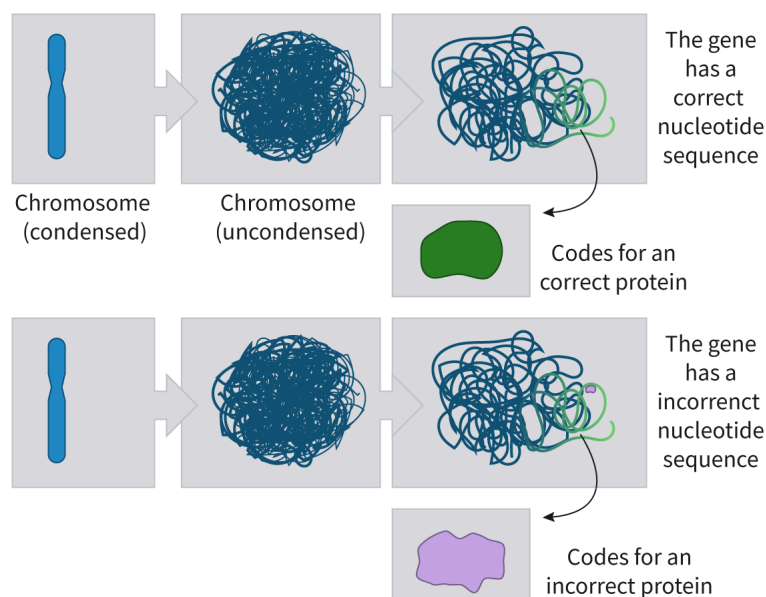 The gene
has a
correct
nucleotide
sequence
Chromosome
(condensed)
Chromosome
(uncondensed)
Codes for an
correct protein
The gene
has a
incorrenct
nucleotide
sequence
Codes for an
incorrect protein